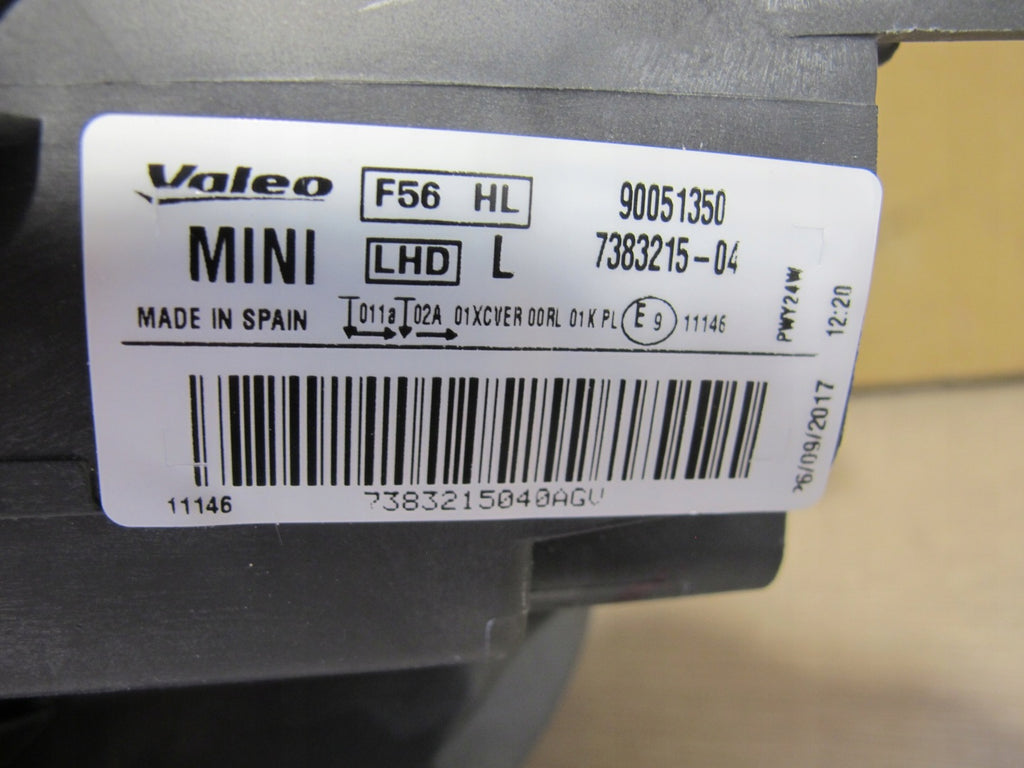 Valeo F56 HL 90051350
MINI LHD L 7383215-04
MADE IN SPAIN 011a 02A 01XCVER 00RL 01K PL E9 11146
11146 7383215040AGV
PWY24W
6/09/2017 12:20